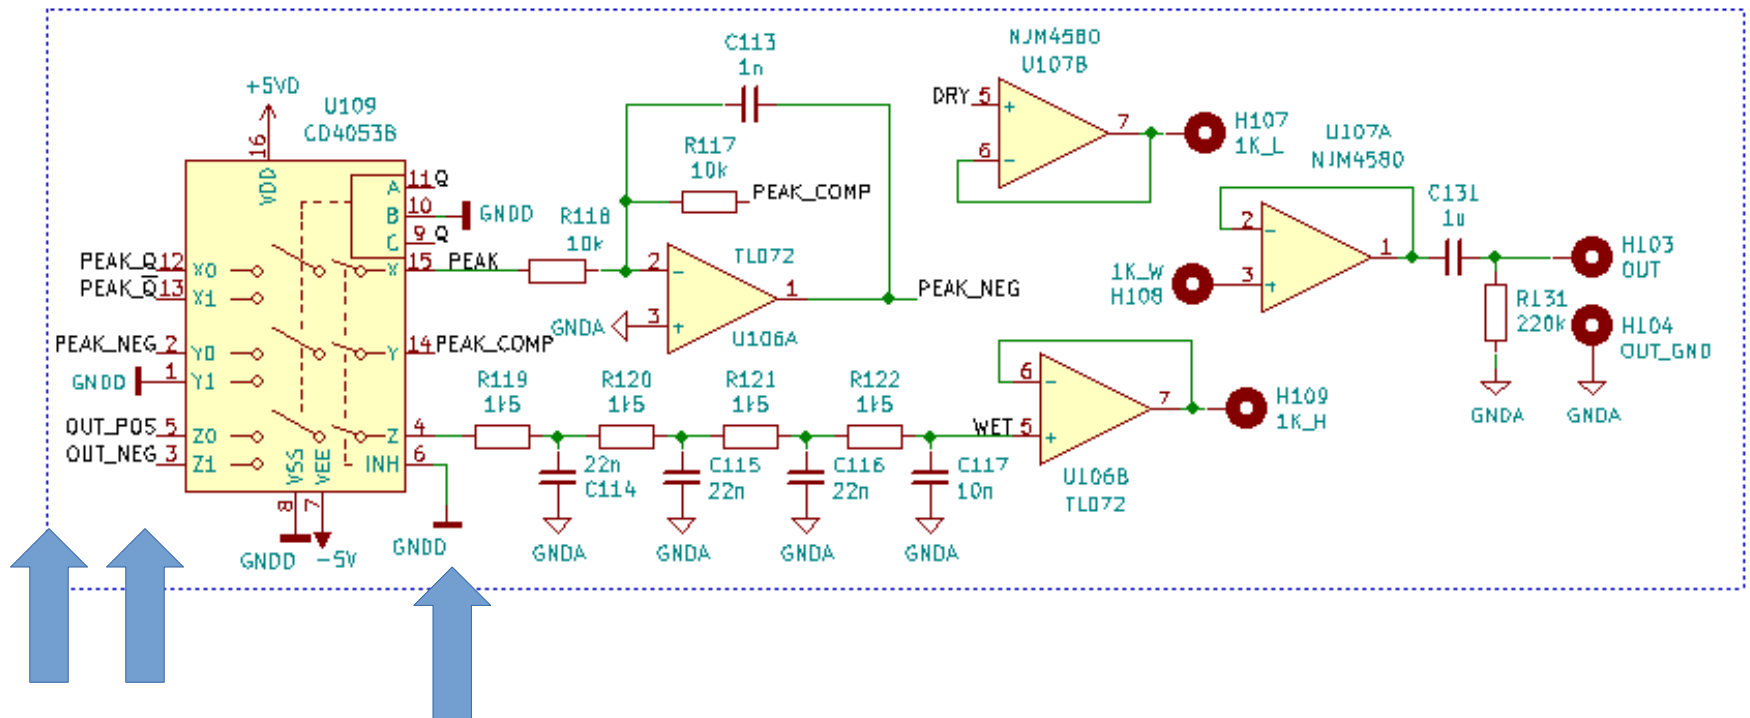 C113
1n
NJM4580
U107B
+5VD
U109
CD4053B
16
VDD
DRY 5
+
7
6
−
H107
1K_L
U107A
NJM4580
R117
10k
PEAK_COMP
A
11
Q
B
10
GNDD
C
9
Q
R118
10k
C131
1u
2
−
1
H103
OUT
PEAK_Q
12
X0
X
15
PEAK
2
−
TL072
1K_W
H108
3
+
PEAK_Q̅
13
X1
1
PEAK_NEG
R131
220k
H104
OUT_GND
GNDA
3
+
U106A
PEAK_NEG
2
Y0
Y
14
PEAK_COMP
GNDD
1
Y1
R119
1k5
R120
1k5
R121
1k5
R122
1k5
6
−
7
H109
1K_H
GNDA
GNDA
OUT_POS
5
Z0
Z
4
WET 5
+
OUT_NEG
3
Z1
VSS
VEE
INH
6
22n
C114
C115
22n
C116
22n
C117
10n
U106B
TL072
8
7
GNDD
−5V
GNDD
GNDA
GNDA
GNDA
GNDA